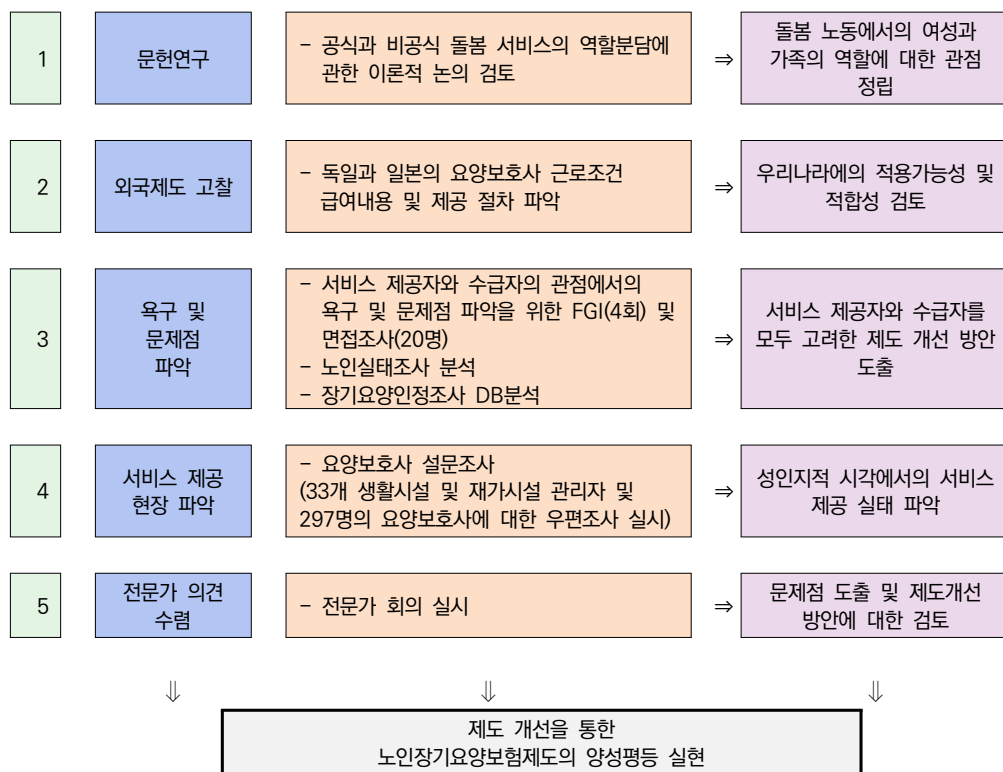 1
문헌연구
- 공식과 비공식 돌봄 서비스의 역할분담에
관한 이론적 논의 검토
⇒
돌봄 노동에서의 여성과
가족의 역할에 대한 관점
정립
2
외국제도 고찰
- 독일과 일본의 요양보호사 근로조건
급여내용 및 제공 절차 파악
⇒
우리나라에의 적용가능성 및
적합성 검토
3
욕구 및
문제점
파악
- 서비스 제공자와 수급자의 관점에서의
욕구 및 문제점 파악을 위한 FGI(4회) 및
면접조사(20명)
- 노인실태조사 분석
- 장기요양인정조사 DB분석
⇒
서비스 제공자와 수급자를
모두 고려한 제도 개선 방안
도출
4
서비스 제공
현장 파악
- 요양보호사 설문조사
(33개 생활시설 및 재가시설 관리자 및
297명의 요양보호사에 대한 우편조사 실시)
⇒
성인지적 시각에서의 서비스
제공 실태 파악
5
전문가 의견
수렴
- 전문가 회의 실시
⇒
문제점 도출 및 제도개선
방안에 대한 검토
⇓ ⇓ ⇓
제도 개선을 통한
노인장기요양보험제도의 양성평등 실현